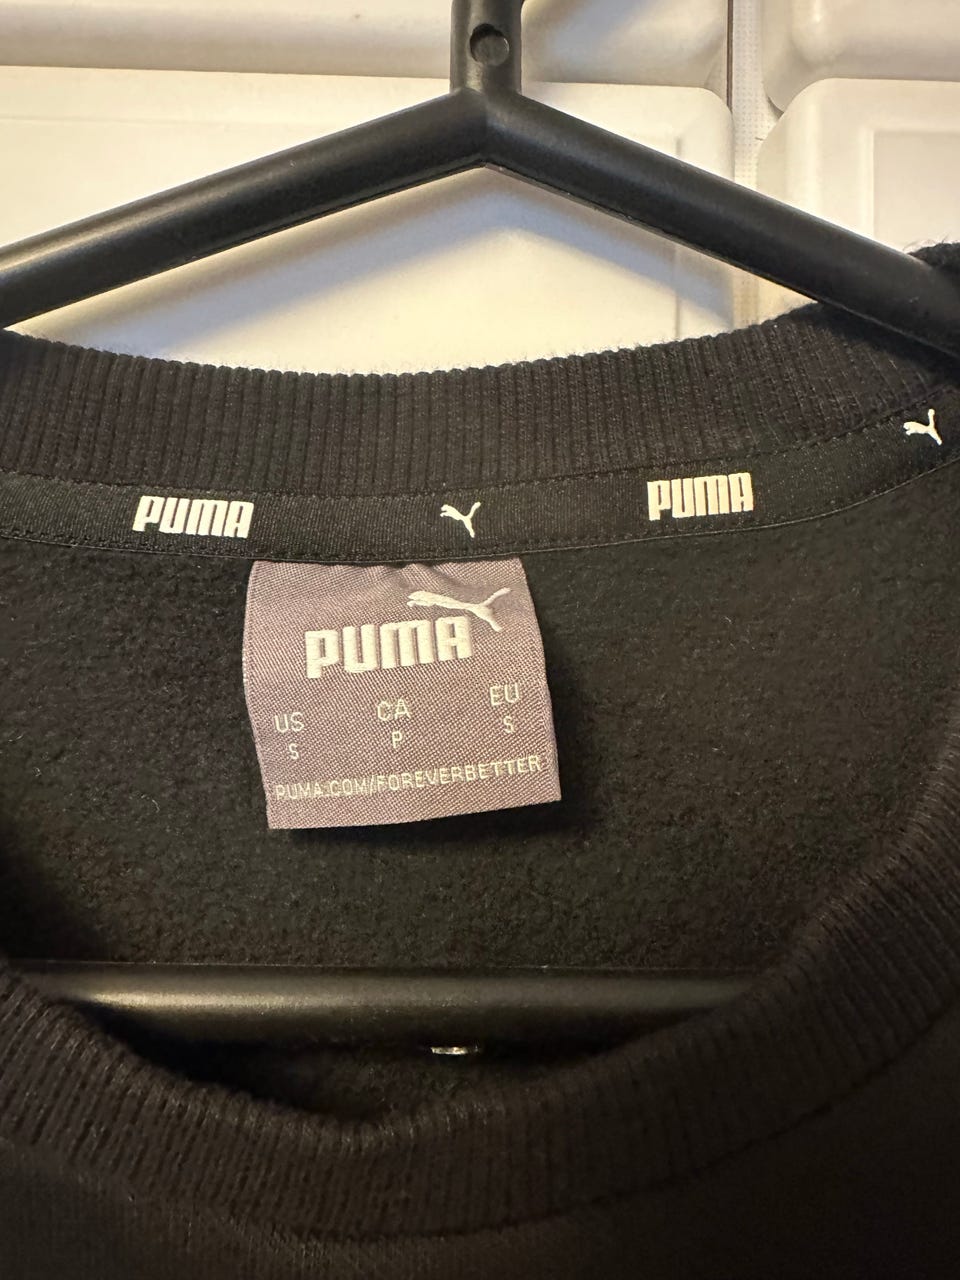 PUMA PUMA
PUMA
US CA EU
S P S
PUMA.COM/FOREVERBETTER